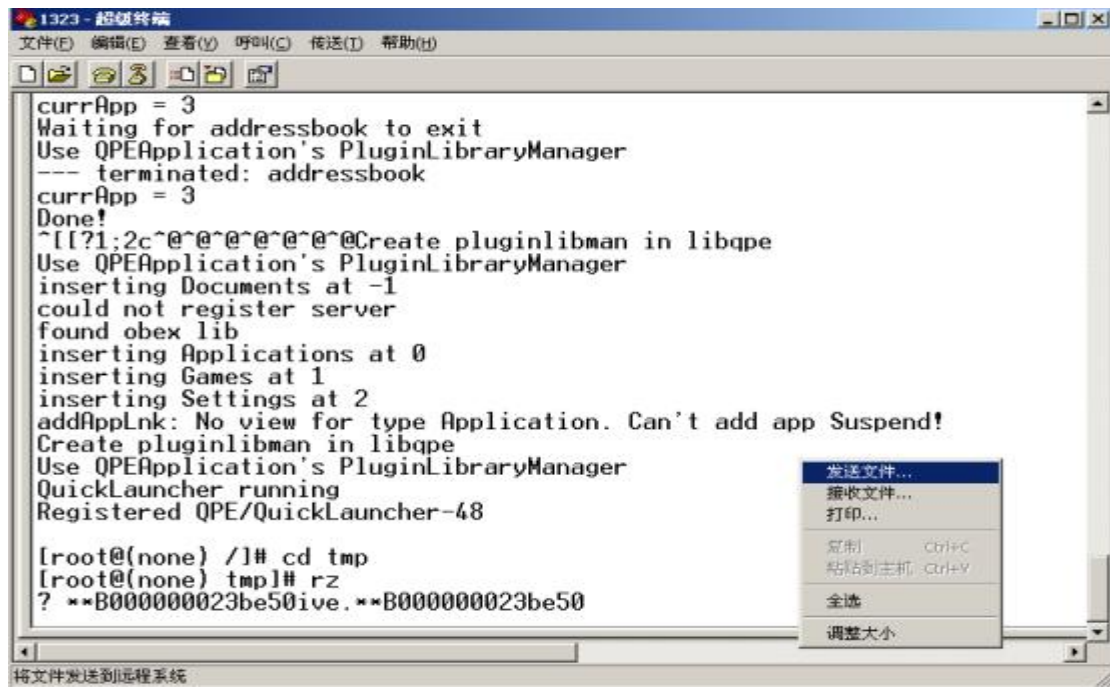 1323 - 超级终端
文件(F) 编辑(E) 查看(V) 呼叫(C) 传送(T) 帮助(H)
currApp = 3
Waiting for addressbook to exit
Use QPEApplication's PluginLibraryManager
--- terminated: addressbook
currApp = 3
Done!
^[[?1;2c^@^@^@^@^@^@^@Create pluginlibman in libqpe
Use QPEApplication's PluginLibraryManager
inserting Documents at -1
could not register server
found obex lib
inserting Applications at 0
inserting Games at 1
inserting Settings at 2
addAppLnk: No view for type Application. Can't add app Suspend!
Create pluginlibman in libqpe
Use QPEApplication's PluginLibraryManager
QuickLauncher running
Registered QPE/QuickLauncher-48
[root@(none) /]# cd tmp
[root@(none) tmp]# rz
? **B000000023be50ive.**B000000023be50
发送文件...
接收文件...
打印...
复制 Ctrl+C
粘贴到主机 Ctrl+V
全选
调整大小
将文件发送到远程系统